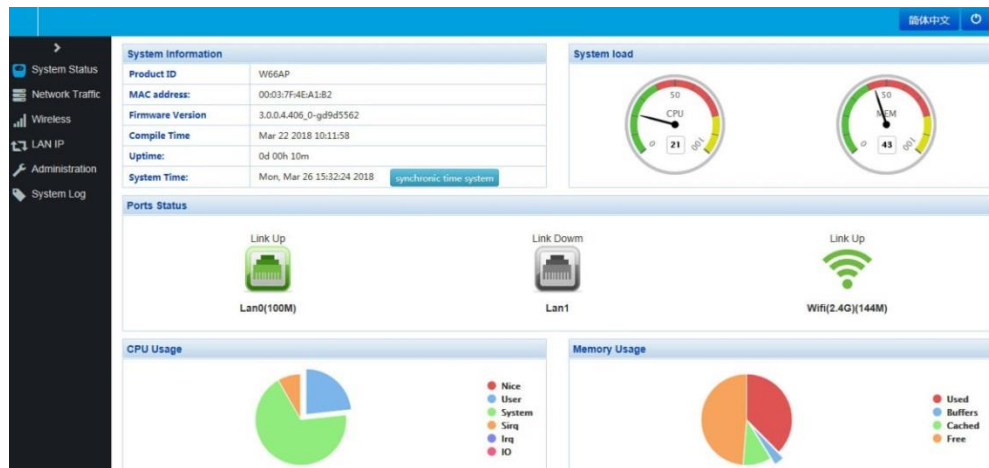 简体中文
System Status
Network Traffic
Wireless
LAN IP
Administration
System Log
System Information
Product ID W66AP
MAC address: 00:03:7F:4E:A1:B2
Firmware Version 3.0.0.4.406_0-gd9d5562
Compile Time Mar 22 2018 10:11:58
Uptime: 0d 00h 10m
System Time: Mon, Mar 26 15:32:24 2018 synchronic time system
System load
50
CPU
0 21 100
50
MEM
0 43 100
Ports Status
Link Up
Lan0(100M)
Link Dowm
Lan1
Link Up
Wifi(2.4G)(144M)
CPU Usage
Nice
User
System
Sirq
Irq
IO
Memory Usage
Used
Buffers
Cached
Free